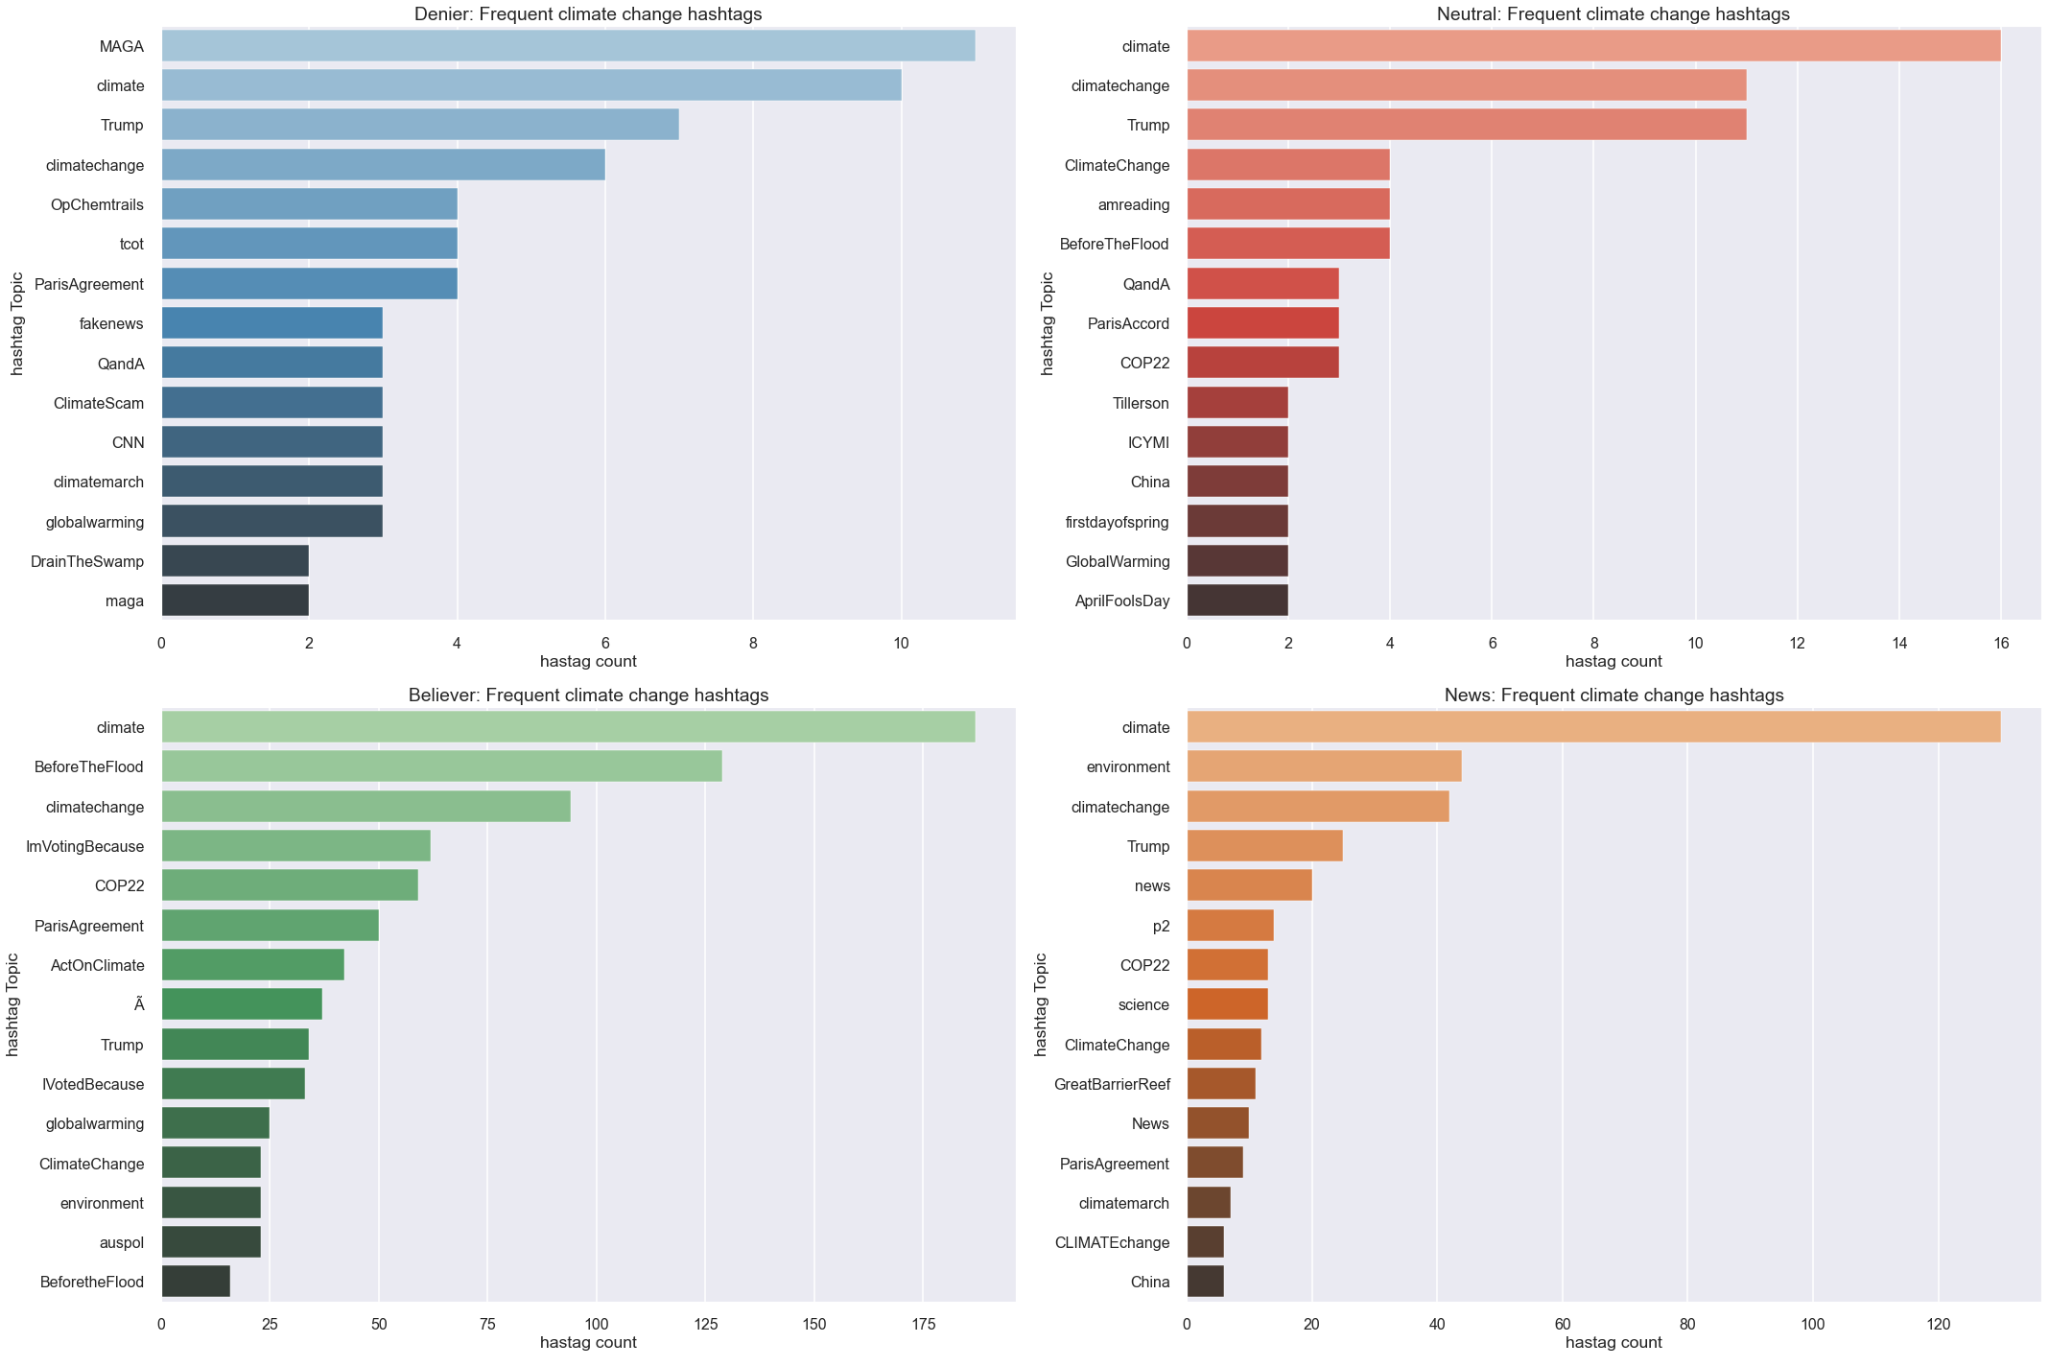 Denier: Frequent climate change hashtags
hashtag Topic
MAGA
climate
Trump
climatechange
OpChemtrails
tcot
ParisAgreement
fakenews
QandA
ClimateScam
CNN
climatemarch
globalwarming
DrainTheSwamp
maga
0 2 4 6 8 10
hastag count
Neutral: Frequent climate change hashtags
hashtag Topic
climate
climatechange
Trump
ClimateChange
amreading
BeforeTheFlood
QandA
ParisAccord
COP22
Tillerson
ICYMI
China
firstdayofspring
GlobalWarming
AprilFoolsDay
0 2 4 6 8 10 12 14 16
hastag count
Believer: Frequent climate change hashtags
hashtag Topic
climate
BeforeTheFlood
climatechange
ImVotingBecause
COP22
ParisAgreement
ActOnClimate
Ã
Trump
IVotedBecause
globalwarming
ClimateChange
environment
auspol
BeforetheFlood
0 25 50 75 100 125 150 175
hastag count
News: Frequent climate change hashtags
hashtag Topic
climate
environment
climatechange
Trump
news
p2
COP22
science
ClimateChange
GreatBarrierReef
News
ParisAgreement
climatemarch
CLIMATEchange
China
0 20 40 60 80 100 120
hastag count